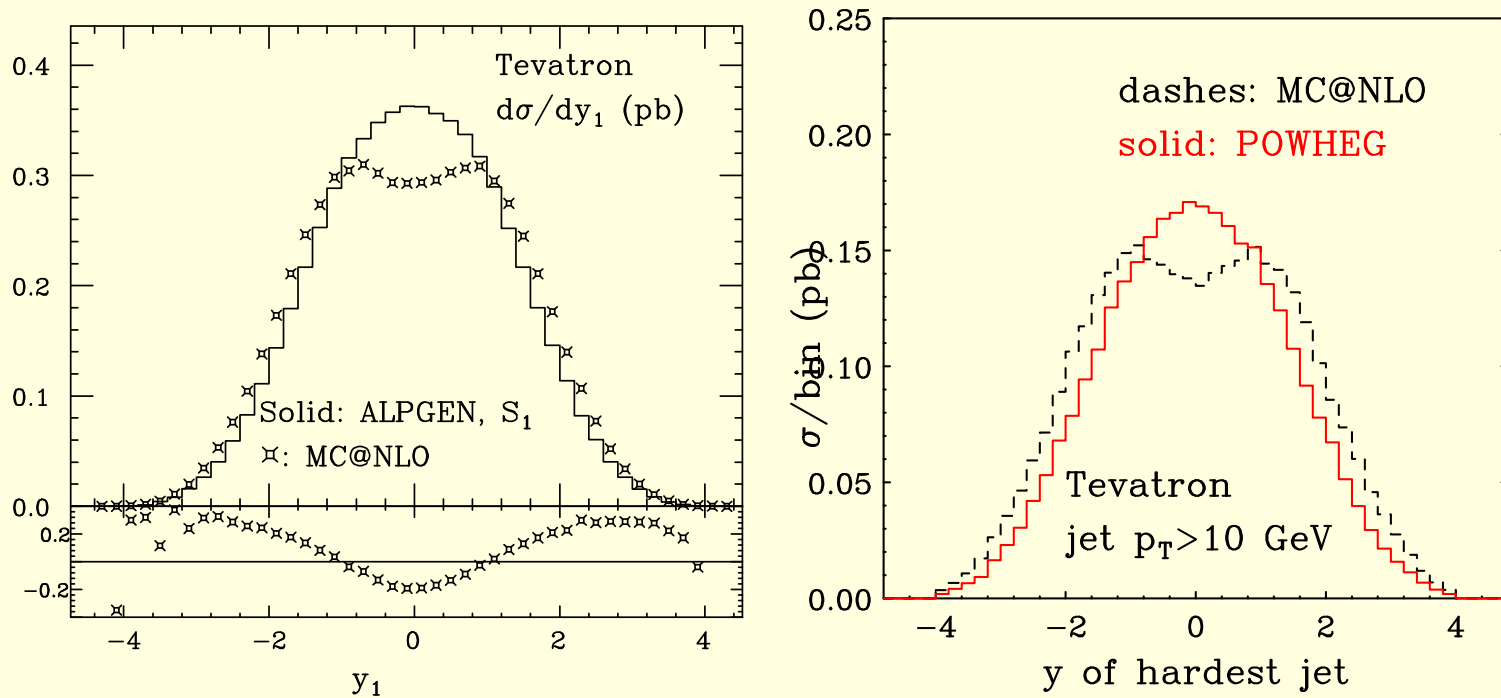 Tevatron
dσ/dy₁ (pb)
0.4
0.3
0.2
0.1
0.0
Solid: ALPGEN, S₁
¤: MC@NLO
0.2
−0.2
−4 −2 0 2 4
y₁
0.25
0.20
0.15
0.10
0.05
0.00
σ/bin (pb)
dashes: MC@NLO
solid: POWHEG
Tevatron
jet p_T>10 GeV
−4 −2 0 2 4
y of hardest jet